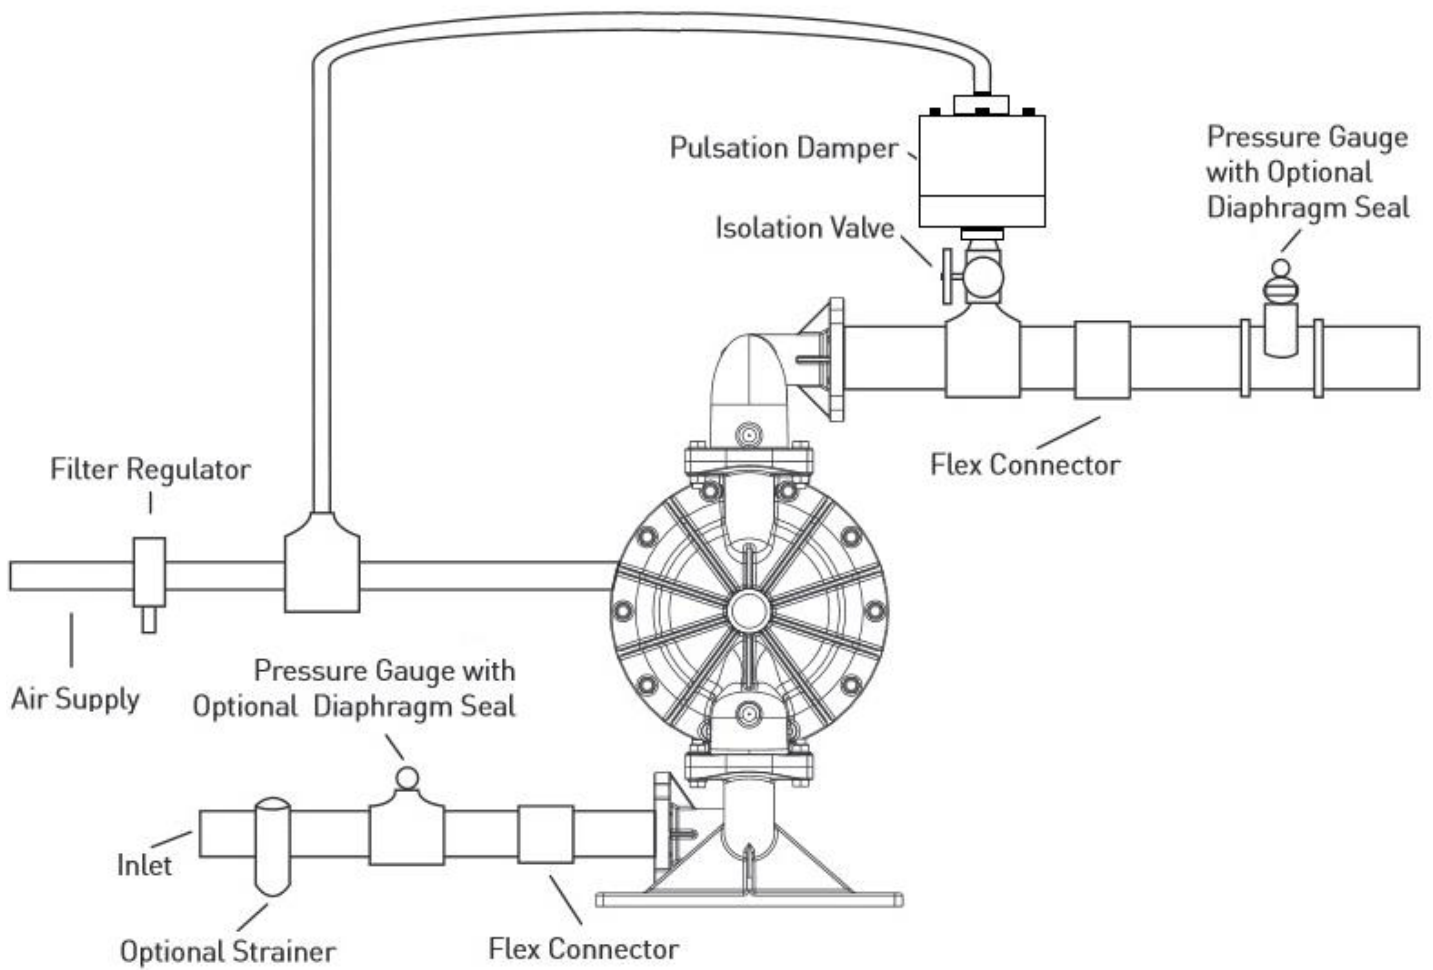 Pulsation Damper
Pressure Gauge
with Optional
Diaphragm Seal
Isolation Valve
Flex Connector
Filter Regulator
Air Supply
Pressure Gauge with
Optional Diaphragm Seal
Inlet
Optional Strainer
Flex Connector